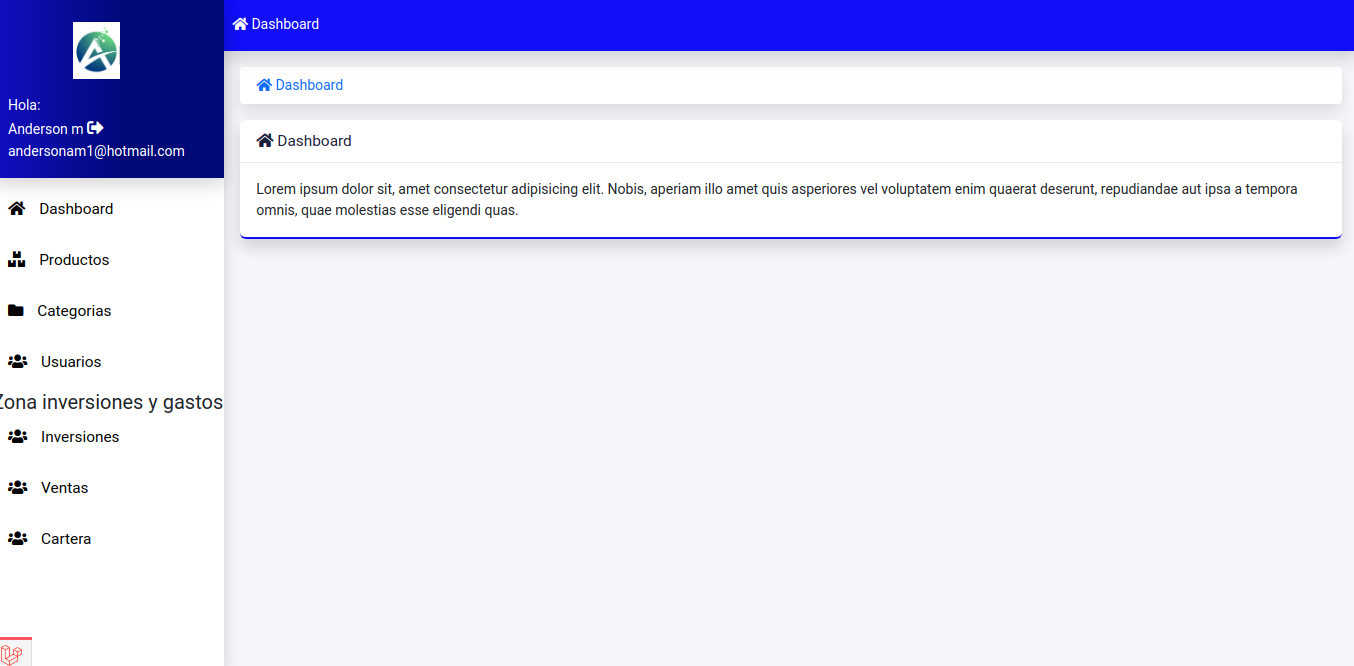 Dashboard
Hola:
Anderson m
andersonam1@hotmail.com
Dashboard
Productos
Categorias
Usuarios
Zona inversiones y gastos
Inversiones
Ventas
Cartera
Dashboard
Dashboard
Lorem ipsum dolor sit, amet consectetur adipisicing elit. Nobis, aperiam illo amet quis asperiores vel voluptatem enim quaerat deserunt, repudiandae aut ipsa a tempora
omnis, quae molestias esse eligendi quas.